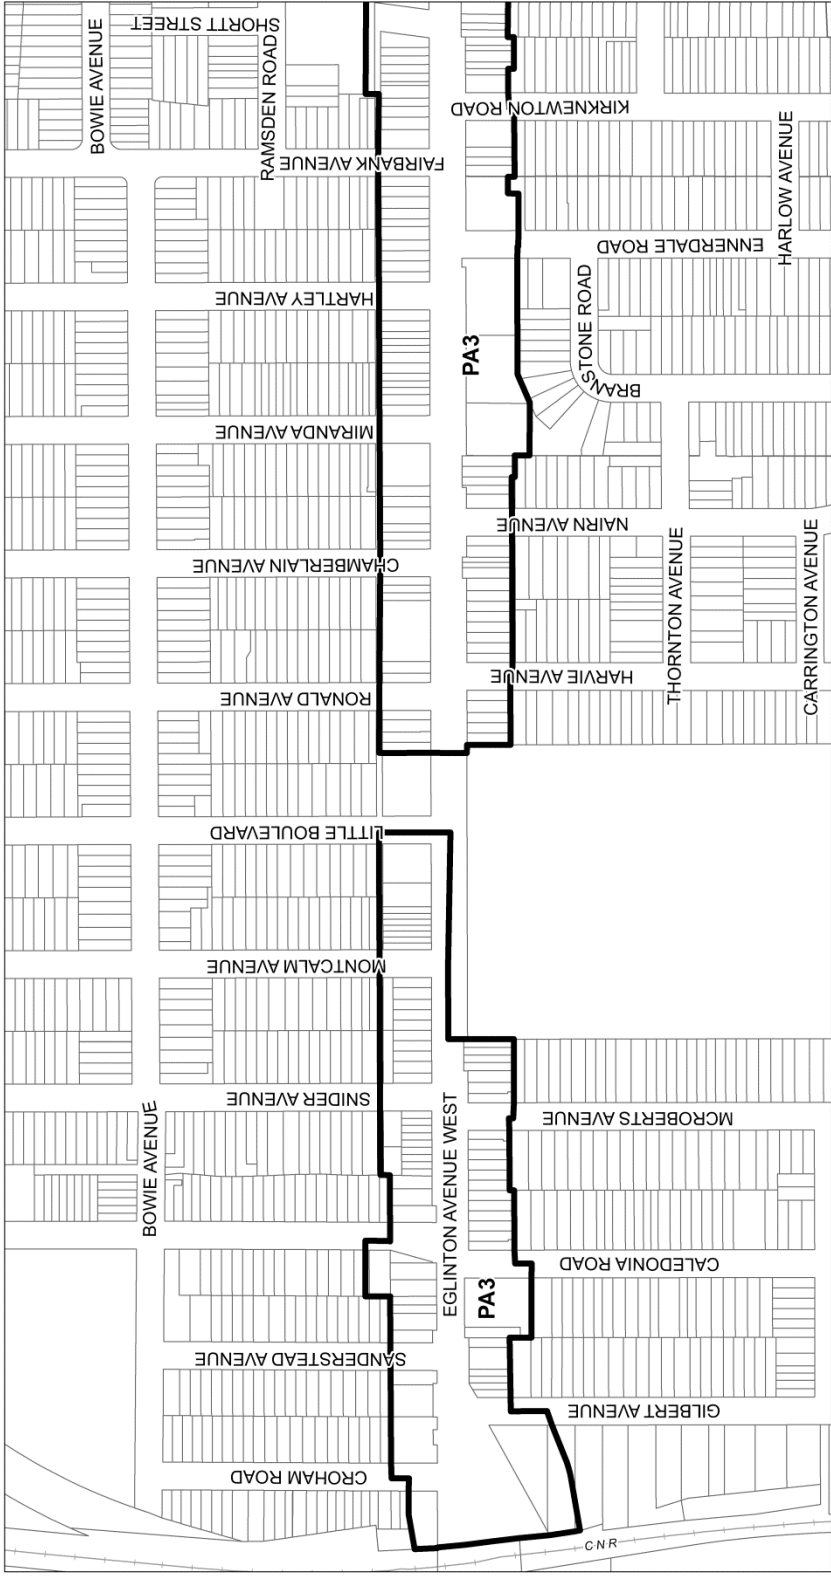 SHORTT STREET
BOWIE AVENUE
RAMSDEN ROAD
KIRKNEWTON ROAD
FAIRBANK AVENUE
HARLOW AVENUE
ENNERDALE ROAD
HARTLEY AVENUE
BRANSTONE ROAD
PA3
MIRANDA AVENUE
NAIRN AVENUE
CHAMBERLAIN AVENUE
THORNTON AVENUE
CARRINGTON AVENUE
HARVIE AVENUE
RONALD AVENUE
LITTLE BOULEVARD
MONTCALM AVENUE
SNIDER AVENUE
MCROBERTS AVENUE
BOWIE AVENUE
EGLINTON AVENUE WEST
CALEDONIA ROAD
PA3
SANDERSTEAD AVENUE
GILBERT AVENUE
CROHAM ROAD
CNR